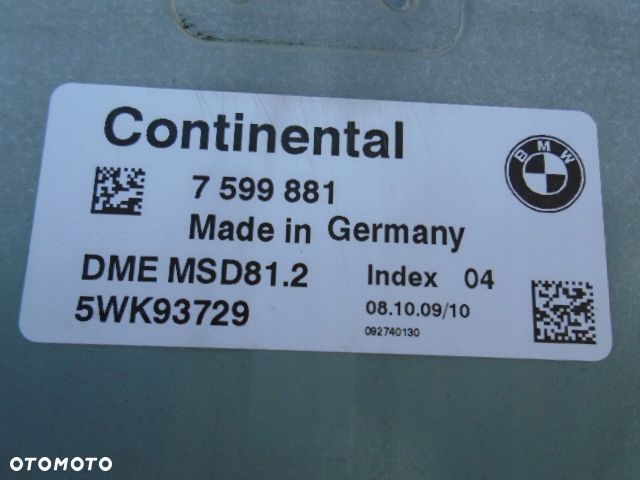 Continental
BMW
7 599 881
Made in Germany
DME MSD81.2 Index 04
5WK93729 08.10.09/10
092740130
OTOMOTO